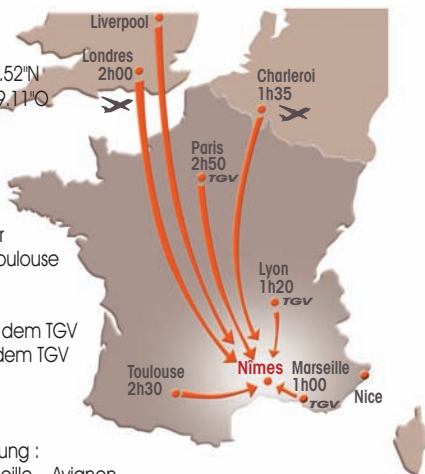 Liverpool
Londres
2h00
.52"N
9.11"O
Charleroi
1h35
Paris
2h50
TGV
r
oulouse
Lyon
1h20
TGV
dem TGV
dem TGV
Toulouse
2h30
Nîmes
Marseille
1h00
TGV
Nice
ung :
eille – Avignon